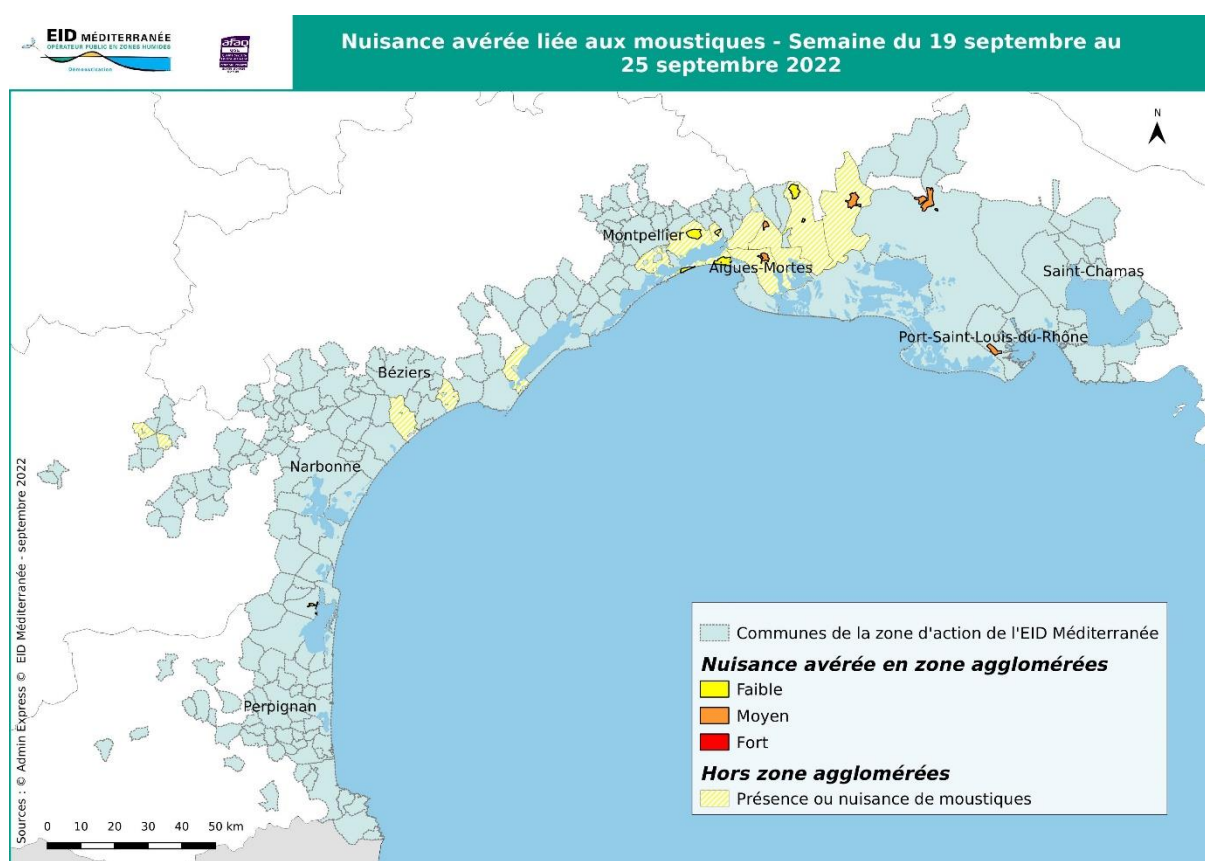 EID MÉDITERRANÉE
OPÉRATEUR PUBLIC EN ZONES HUMIDES
Démoustication
afaq
Nuisance avérée liée aux moustiques - Semaine du 19 septembre au
25 septembre 2022
N
Montpellier
Aigues-Mortes
Saint-Chamas
Port-Saint-Louis-du-Rhône
Béziers
Narbonne
Perpignan
Communes de la zone d'action de l'EID Méditerranée
Nuisance avérée en zone agglomérées
Faible
Moyen
Fort
Hors zone agglomérées
Présence ou nuisance de moustiques
0 10 20 30 40 50 km
Sources : © Admin Express © EID Méditerranée - septembre 2022